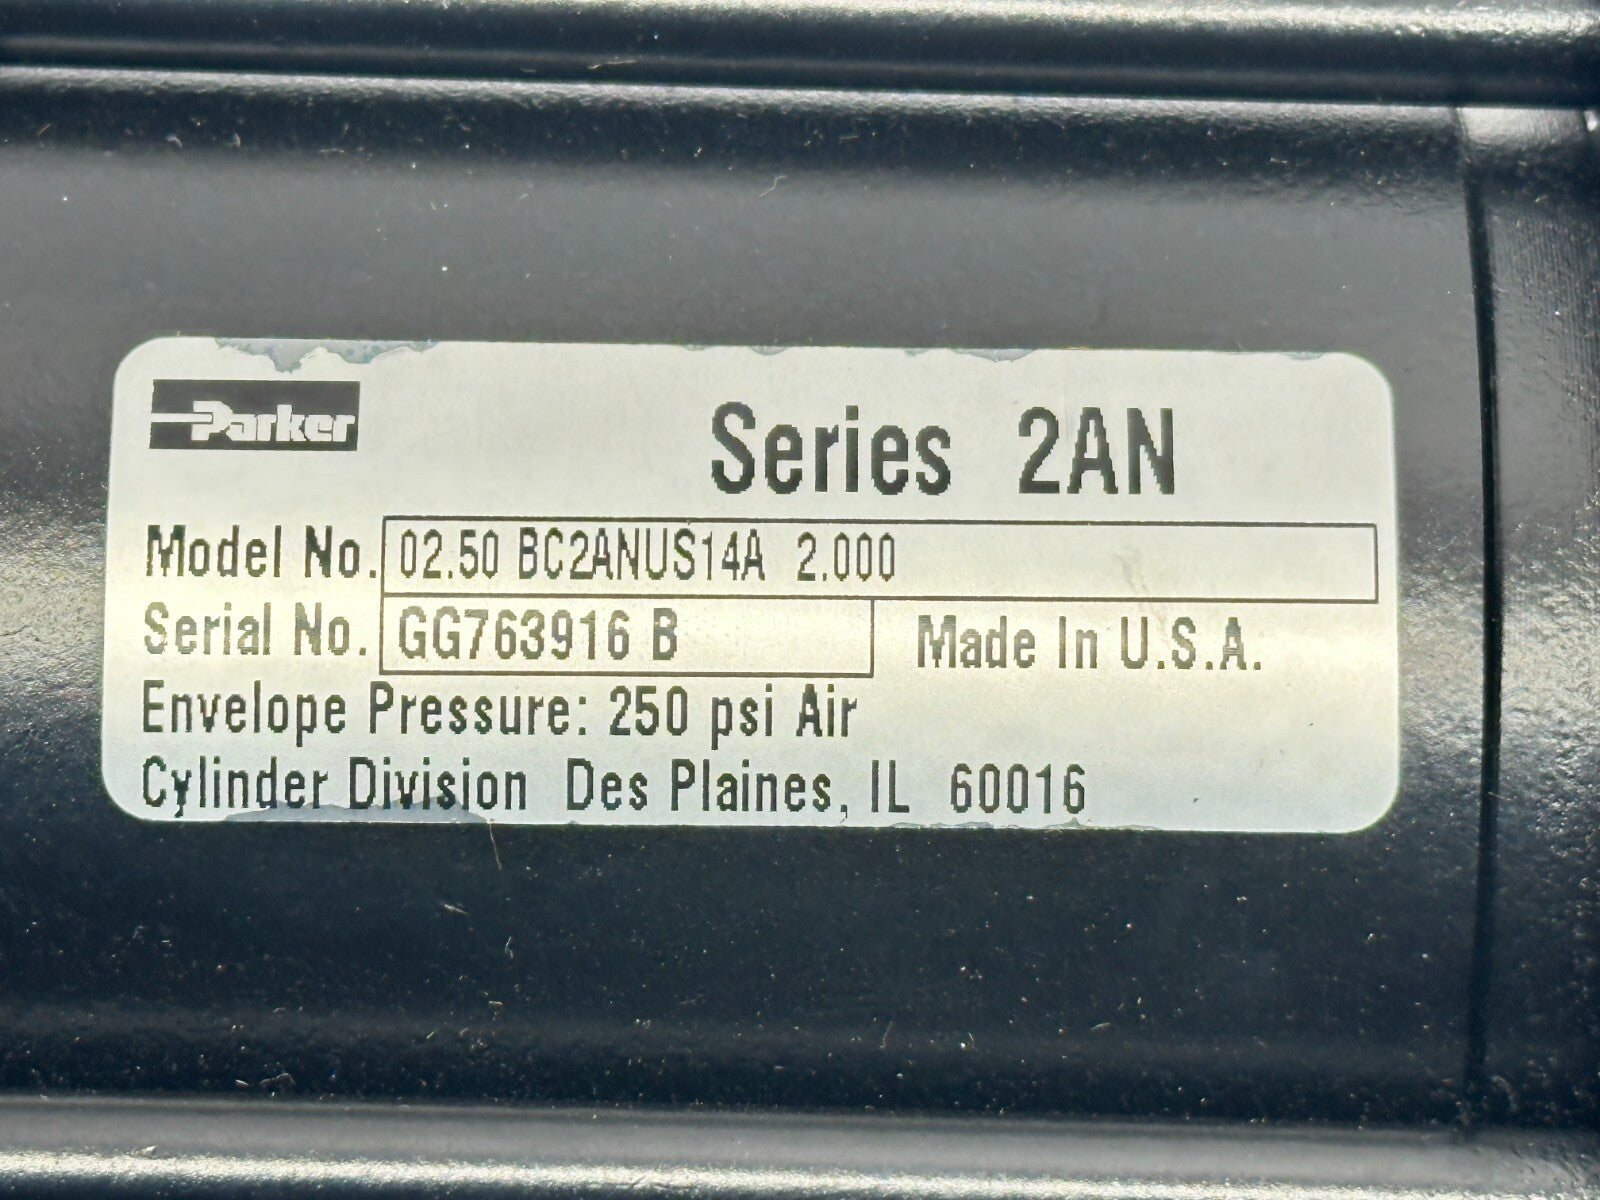 Parker
Series 2AN
Model No. 02.50 BC2ANUS14A 2.000
Serial No. GG763916 B Made In U.S.A.
Envelope Pressure: 250 psi Air
Cylinder Division Des Plaines, IL 60016